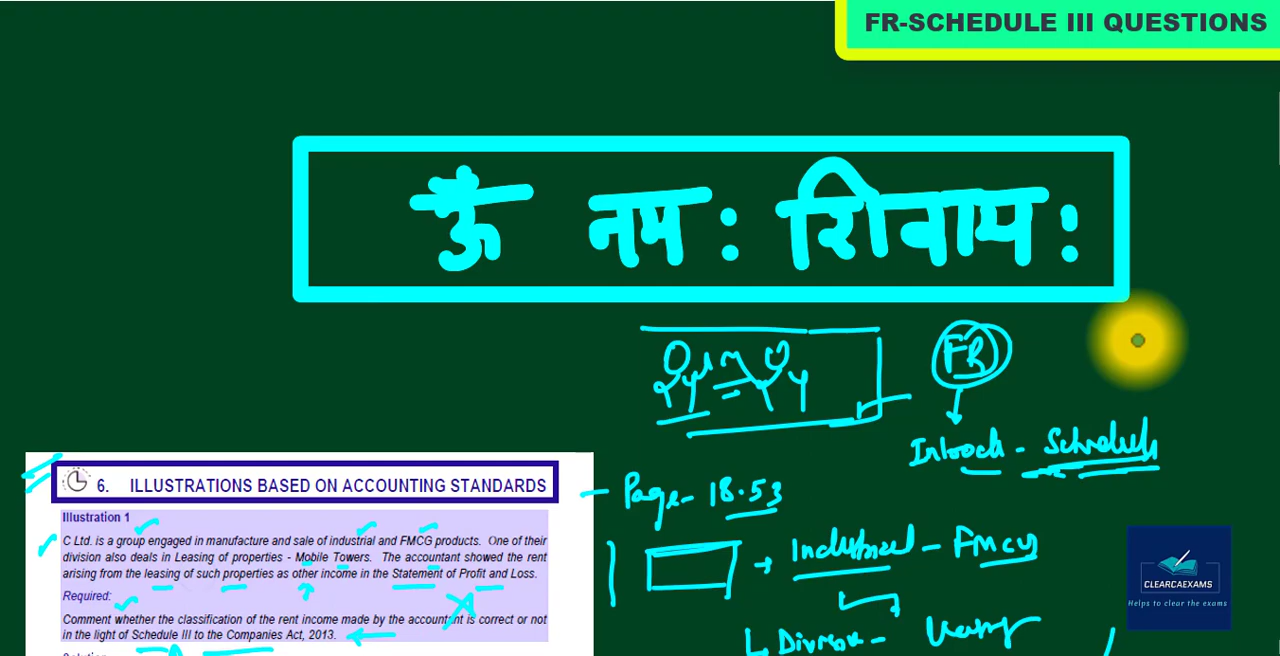 FR-SCHEDULE III QUESTIONS
ऊँ नमः शिवायः
FR
Introd - Schedule
6. ILLUSTRATIONS BASED ON ACCOUNTING STANDARDS
Page- 18.53
Illustration 1
C Ltd. is a group engaged in manufacture and sale of industrial and FMCG products. One of their
division also deals in Leasing of properties - Mobile Towers. The accountant showed the rent
arising from the leasing of such properties as other income in the Statement of Profit and Loss.
Industrial - FMCG
Required:
Comment whether the classification of the rent income made by the accountant is correct or not
in the light of Schedule III to the Companies Act, 2013.
Division -
CLEARCAEXAMS
Helps to clear the exams